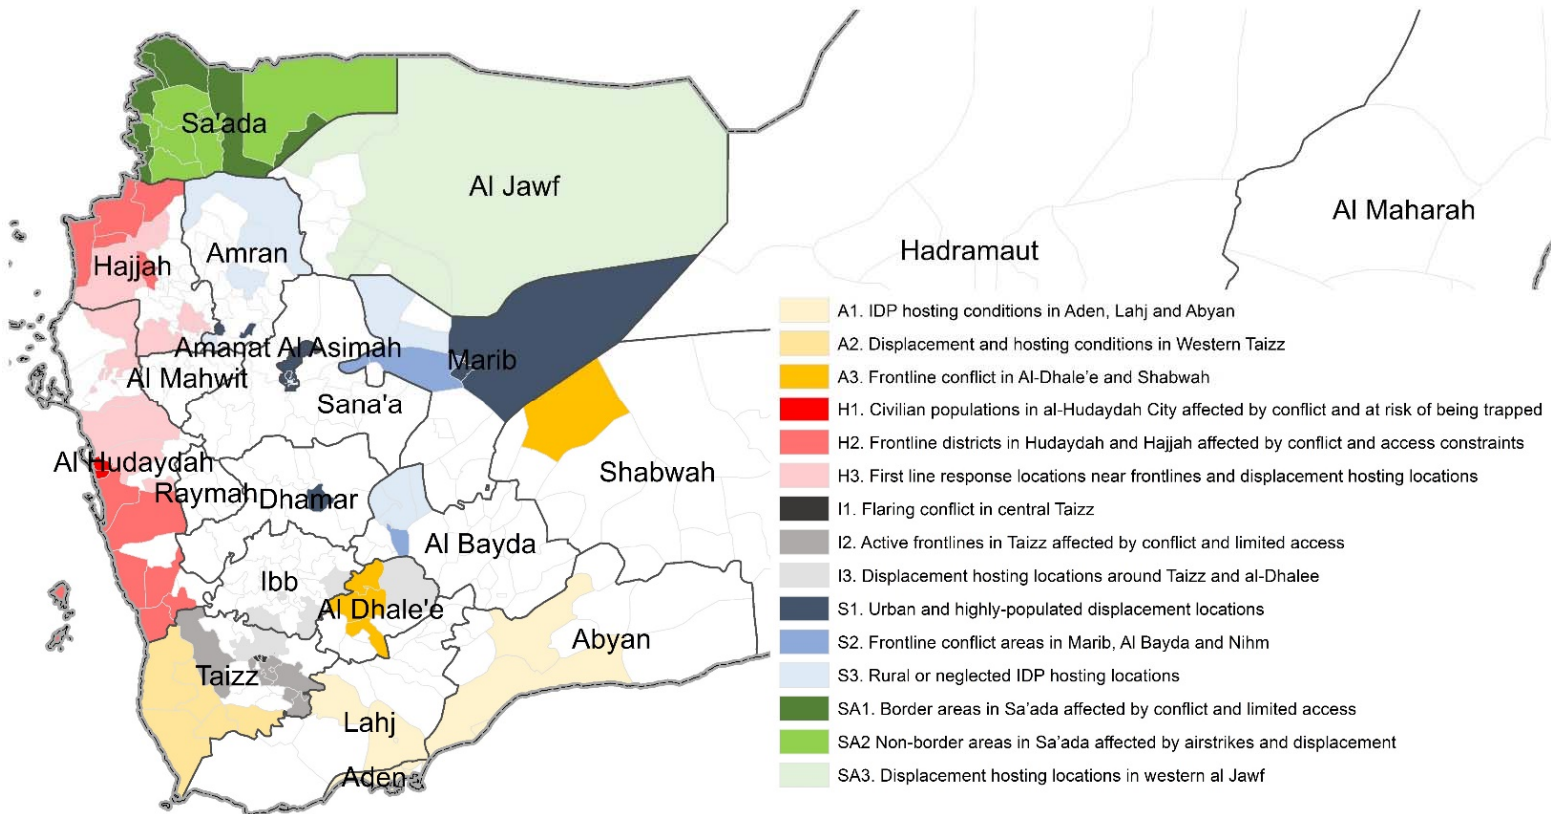 Sa'ada
Al Jawf
Al Maharah
Hadramaut
Amran
Hajjah
Amanat Al Asimah
Marib
Al Mahwit
Sana'a
Al Hudaydah
Raymah
Dhamar
Shabwah
Al Bayda
Ibb
Al Dhale'e
Abyan
Taizz
Lahj
Aden
A1. IDP hosting conditions in Aden, Lahj and Abyan
A2. Displacement and hosting conditions in Western Taizz
A3. Frontline conflict in Al-Dhale’e and Shabwah
H1. Civilian populations in al-Hudaydah City affected by conflict and at risk of being trapped
H2. Frontline districts in Hudaydah and Hajjah affected by conflict and access constraints
H3. First line response locations near frontlines and displacement hosting locations
I1. Flaring conflict in central Taizz
I2. Active frontlines in Taizz affected by conflict and limited access
I3. Displacement hosting locations around Taizz and al-Dhalee
S1. Urban and highly-populated displacement locations
S2. Frontline conflict areas in Marib, Al Bayda and Nihm
S3. Rural or neglected IDP hosting locations
SA1. Border areas in Sa’ada affected by conflict and limited access
SA2 Non-border areas in Sa’ada affected by airstrikes and displacement
SA3. Displacement hosting locations in western al Jawf